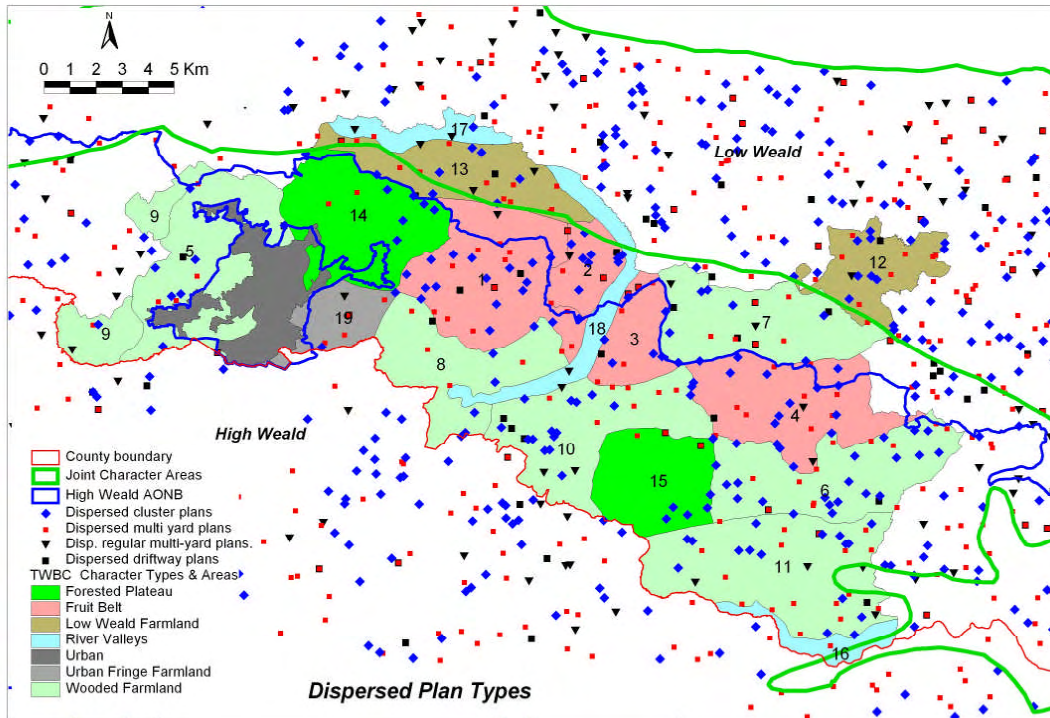 N
0 1 2 3 4 5 Km
17
Low Weald
13
9
14
5
12
1
2
19
18
7
9
3
8
4
High Weald
10
15
6
11
16
County boundary
Joint Character Areas
High Weald AONB
Dispersed cluster plans
Dispersed multi yard plans
Disp. regular multi-yard plans.
Dispersed driftway plans
TWBC Character Types & Areas
Forested Plateau
Fruit Belt
Low Weald Farmland
River Valleys
Urban
Urban Fringe Farmland
Wooded Farmland
Dispersed Plan Types